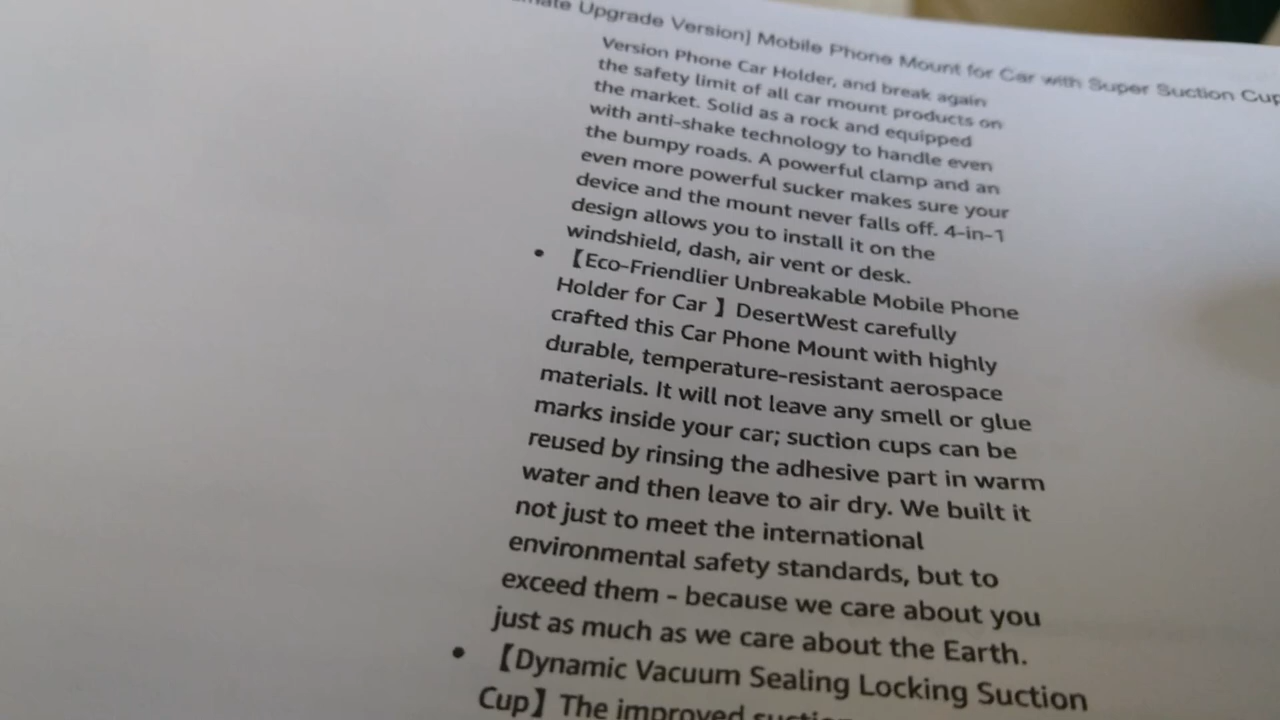 Upgrade Version] Mobile Phone Mount for Car with Super Suction Cup
Version Phone Car Holder, and break again
the safety limit of all car mount products on
the market. Solid as a rock and equipped
with anti-shake technology to handle even
the bumpy roads. A powerful clamp and an
even more powerful sucker makes sure your
device and the mount never falls off. 4-in-1
design allows you to install it on the
windshield, dash, air vent or desk.
• 【Eco-Friendlier Unbreakable Mobile Phone
Holder for Car 】DesertWest carefully
crafted this Car Phone Mount with highly
durable, temperature-resistant aerospace
materials. It will not leave any smell or glue
marks inside your car; suction cups can be
reused by rinsing the adhesive part in warm
water and then leave to air dry. We built it
not just to meet the international
environmental safety standards, but to
exceed them - because we care about you
just as much as we care about the Earth.
• 【Dynamic Vacuum Sealing Locking Suction
Cup】The improved